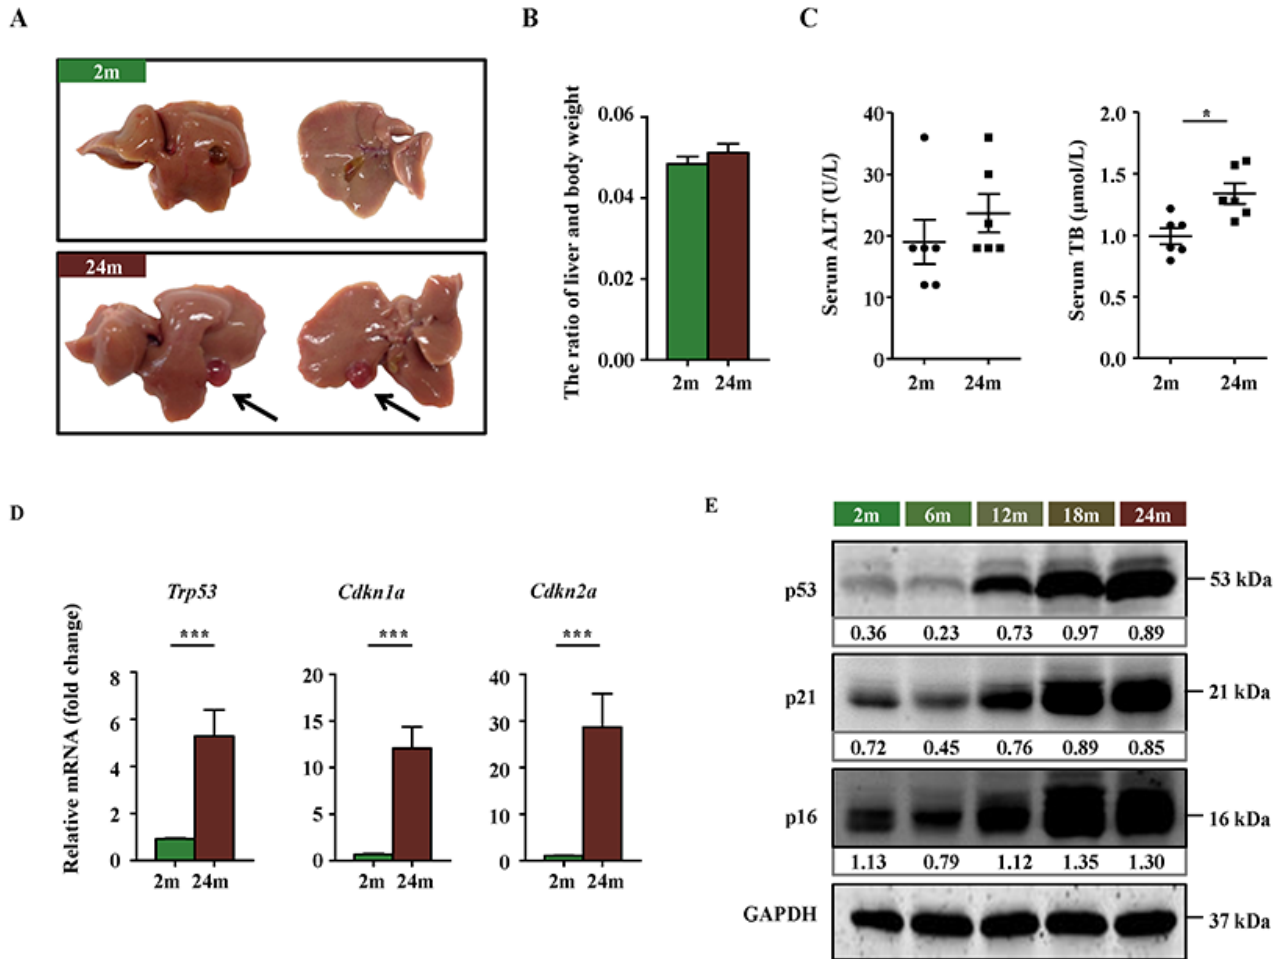 A
2m
24m
B
The ratio of liver and body weight
0.06
0.04
0.02
0.00
2m 24m
C
Serum ALT (U/L)
40
30
20
10
0
2m 24m
Serum TB (μmol/L)
2.0
1.5
1.0
0.5
0.0
*
2m 24m
D
Relative mRNA (fold change)
Trp53
***
8
6
4
2
0
2m 24m
Cdkn1a
***
20
15
10
5
0
2m 24m
Cdkn2a
***
40
30
20
10
0
2m 24m
E
2m 6m 12m 18m 24m
p53 53 kDa
0.36 0.23 0.73 0.97 0.89
p21 21 kDa
0.72 0.45 0.76 0.89 0.85
p16 16 kDa
1.13 0.79 1.12 1.35 1.30
GAPDH 37 kDa